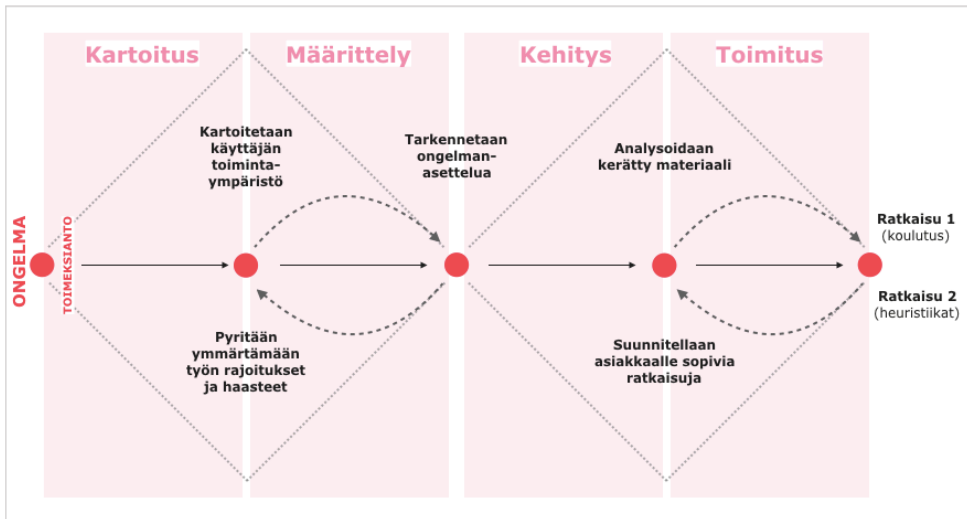 Kartoitus
Määrittely
Kehitys
Toimitus
Kartoitetaan
käyttäjän
toiminta-
ympäristö
Tarkennetaan
ongelman-
asettelua
Analysoidaan
kerätty materiaali
ONGELMA
TOIMEKSIANTO
Ratkaisu 1
(koulutus)
Ratkaisu 2
(heuristiikat)
Pyritään
ymmärtämään
työn rajoitukset
ja haasteet
Suunnitellaan
asiakkaalle sopivia
ratkaisuja